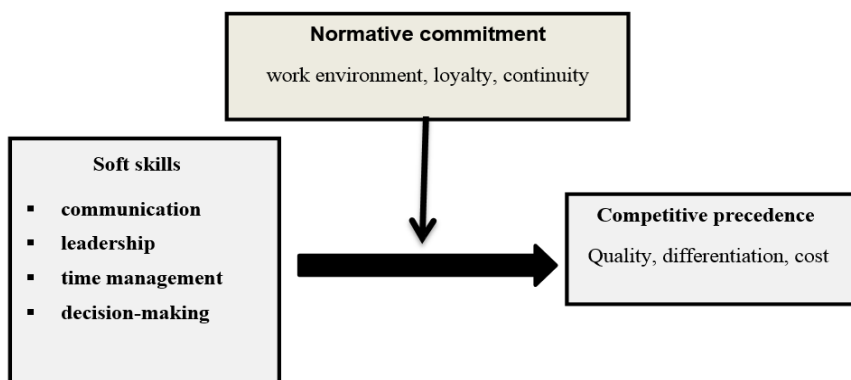 Normative commitment
work environment, loyalty, continuity
Soft skills
▪ communication
▪ leadership
▪ time management
▪ decision-making
Competitive precedence
Quality, differentiation, cost